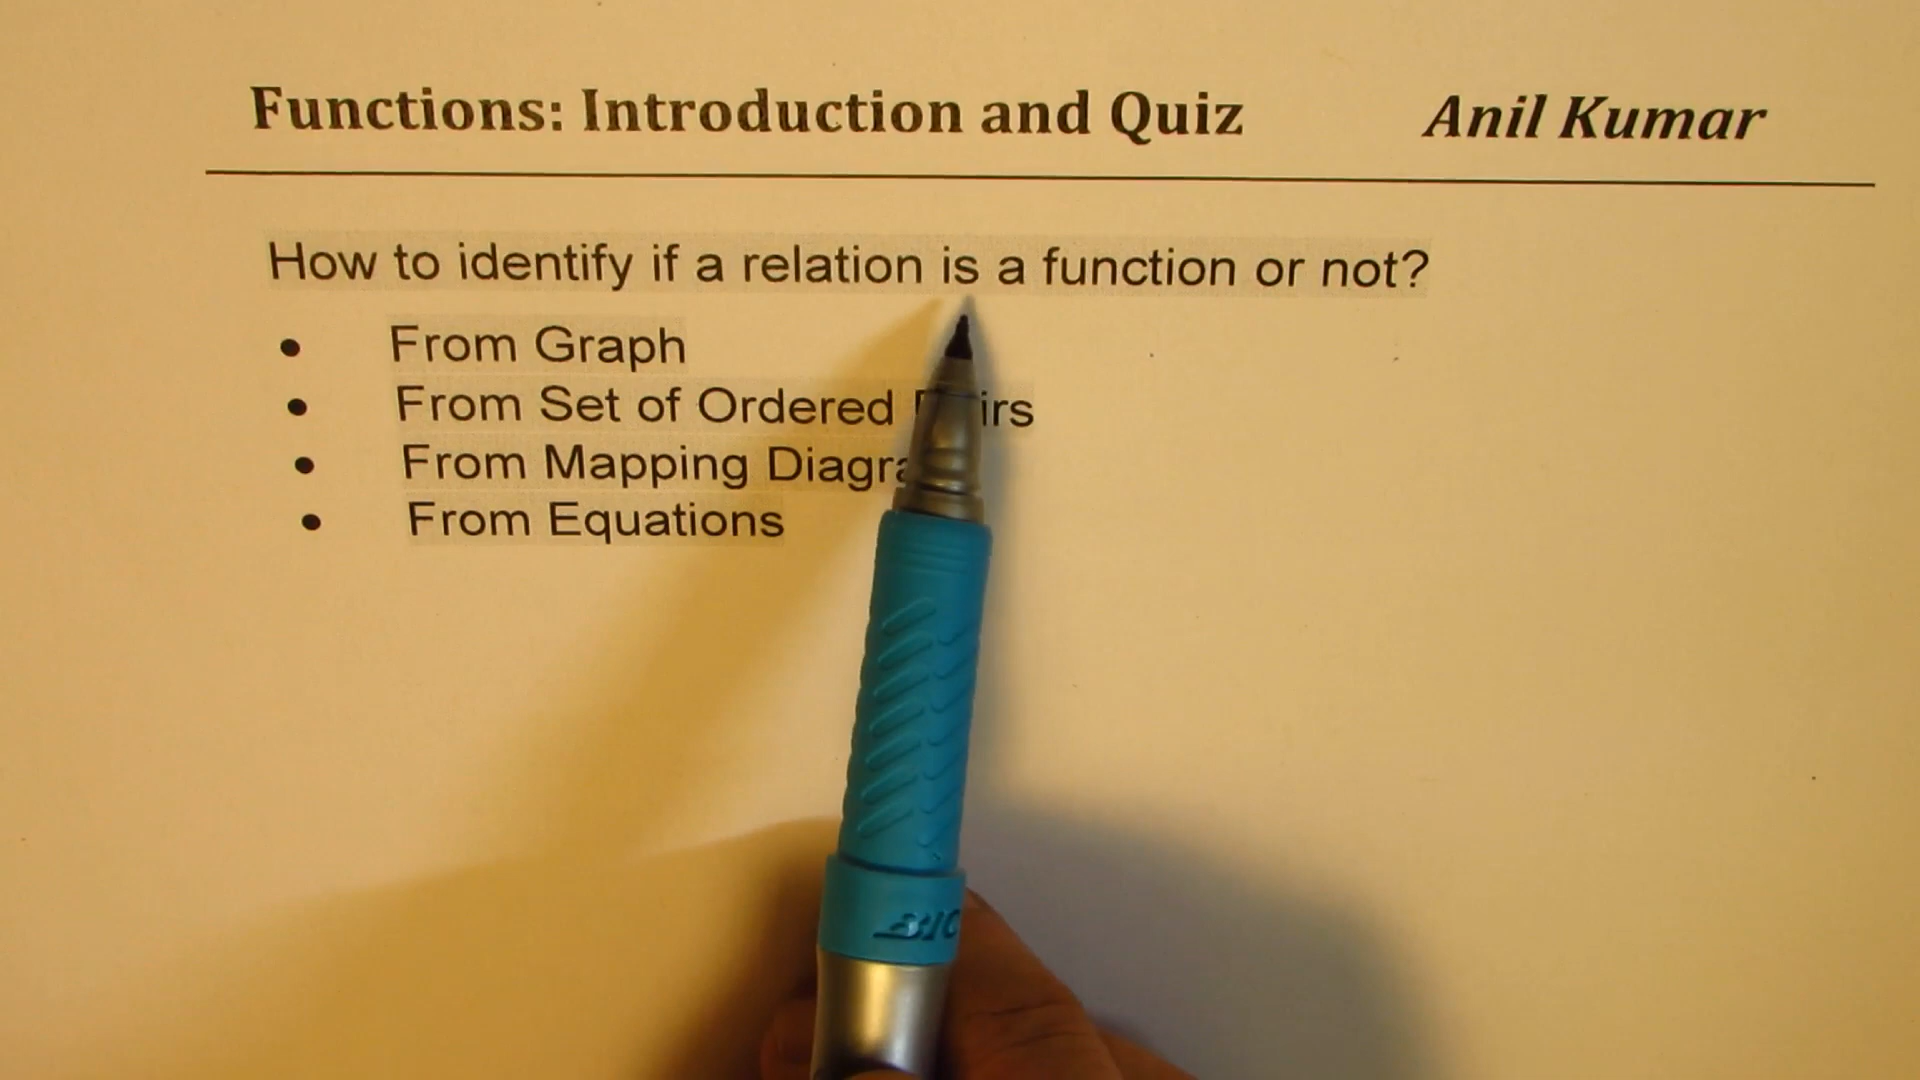 Functions: Introduction and Quiz Anil Kumar
How to identify if a relation is a function or not?
• From Graph
• From Set of Ordered
• From Mapping
• From Equations
BIC